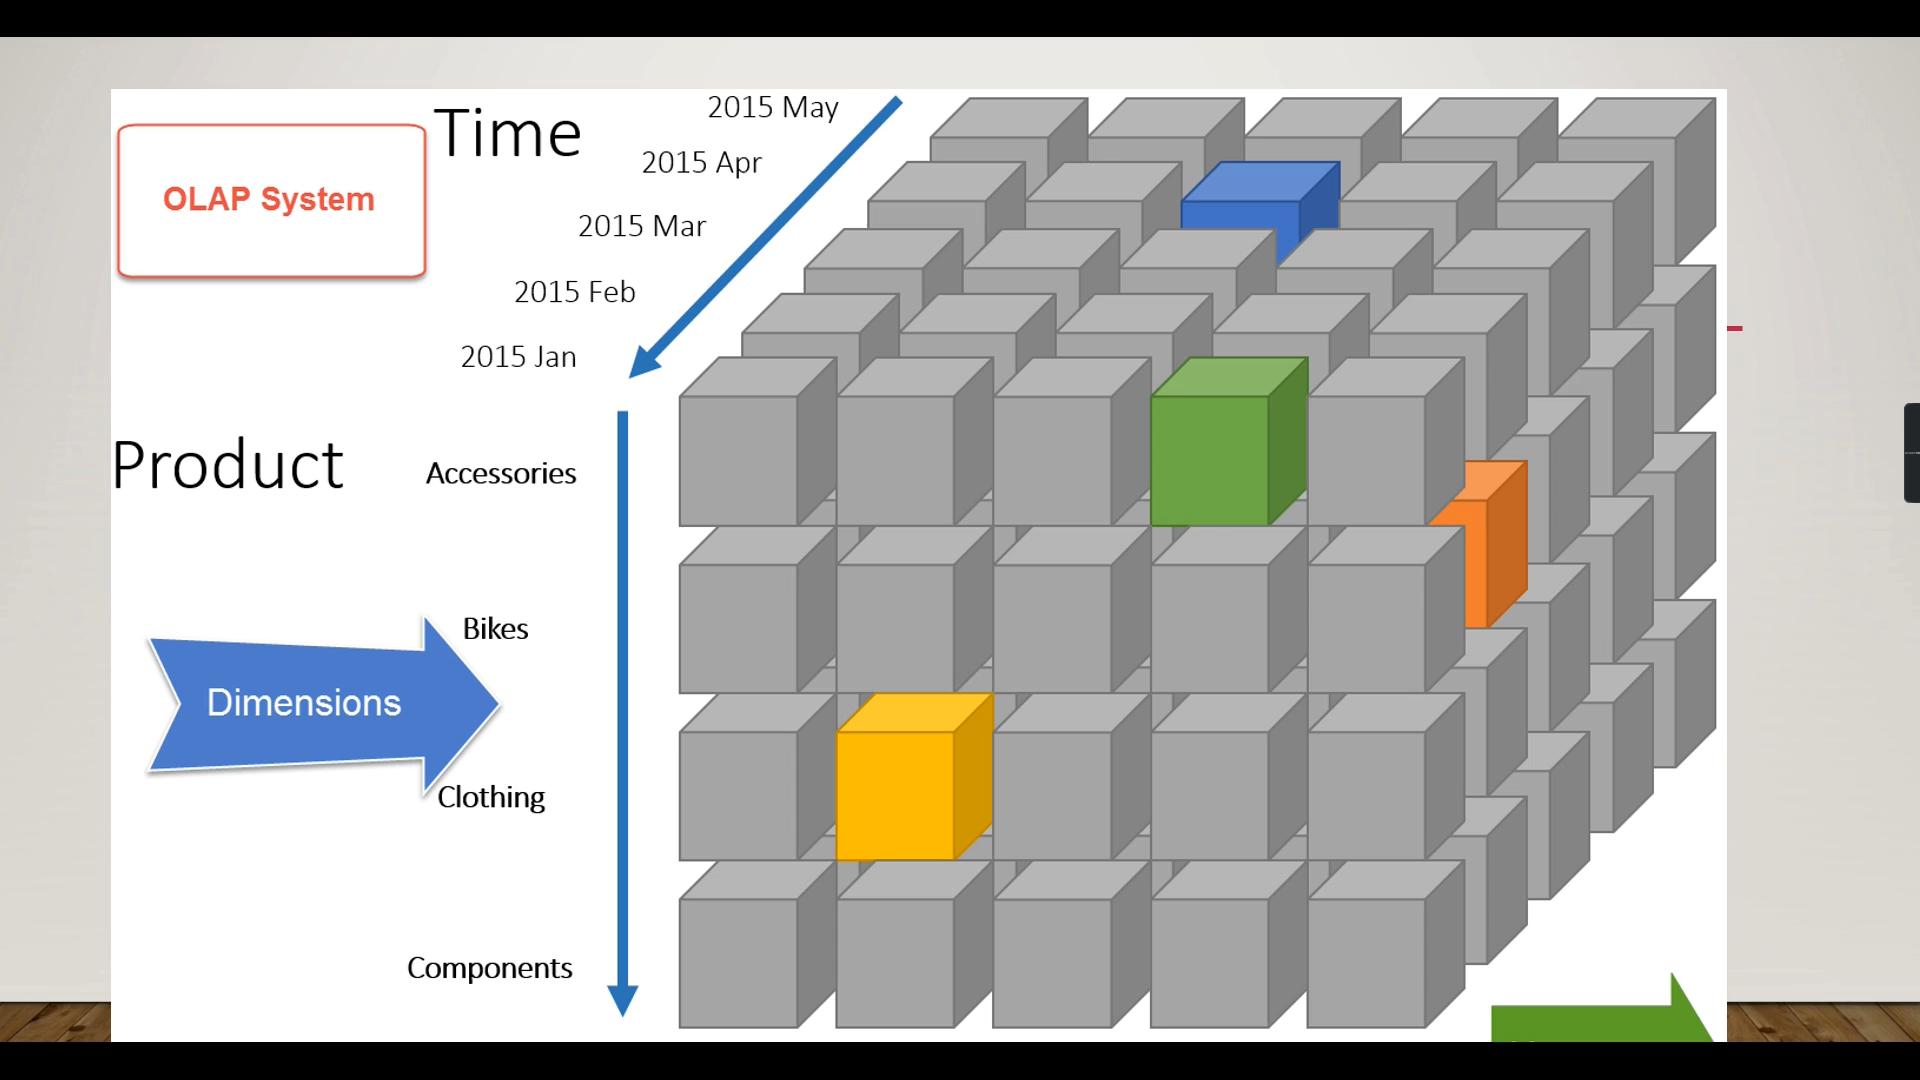 OLAP System
Time
2015 May
2015 Apr
2015 Mar
2015 Feb
2015 Jan
Product
Accessories
Bikes
Dimensions
Clothing
Components